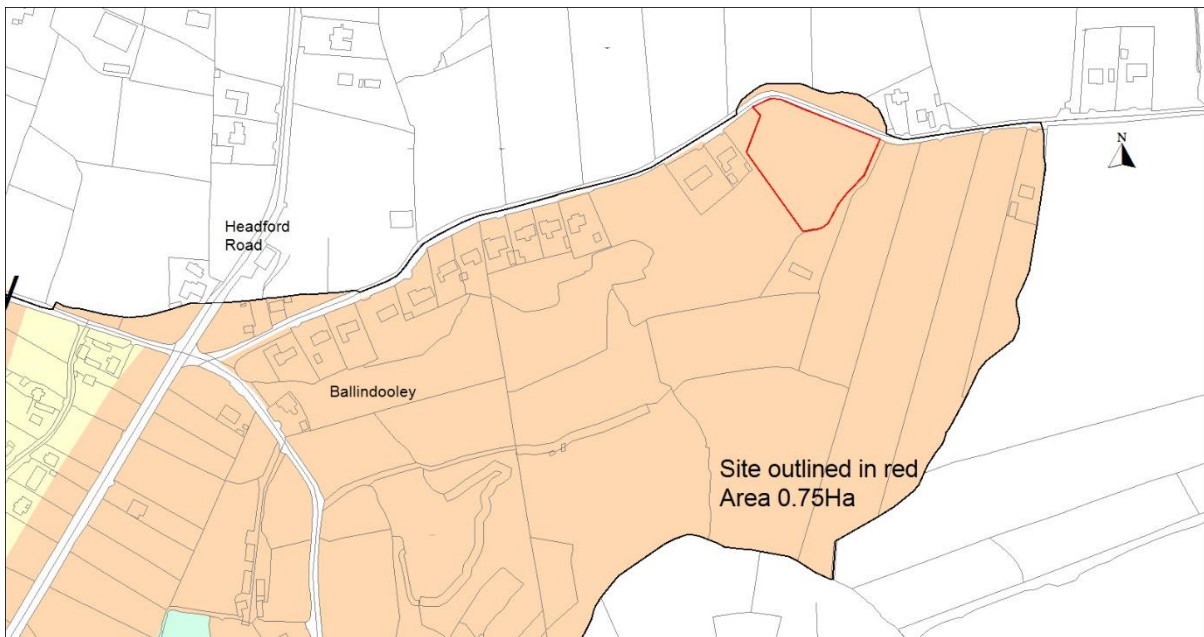 N
Headford
Road
Ballindooley
Site outlined in red
Area 0.75Ha